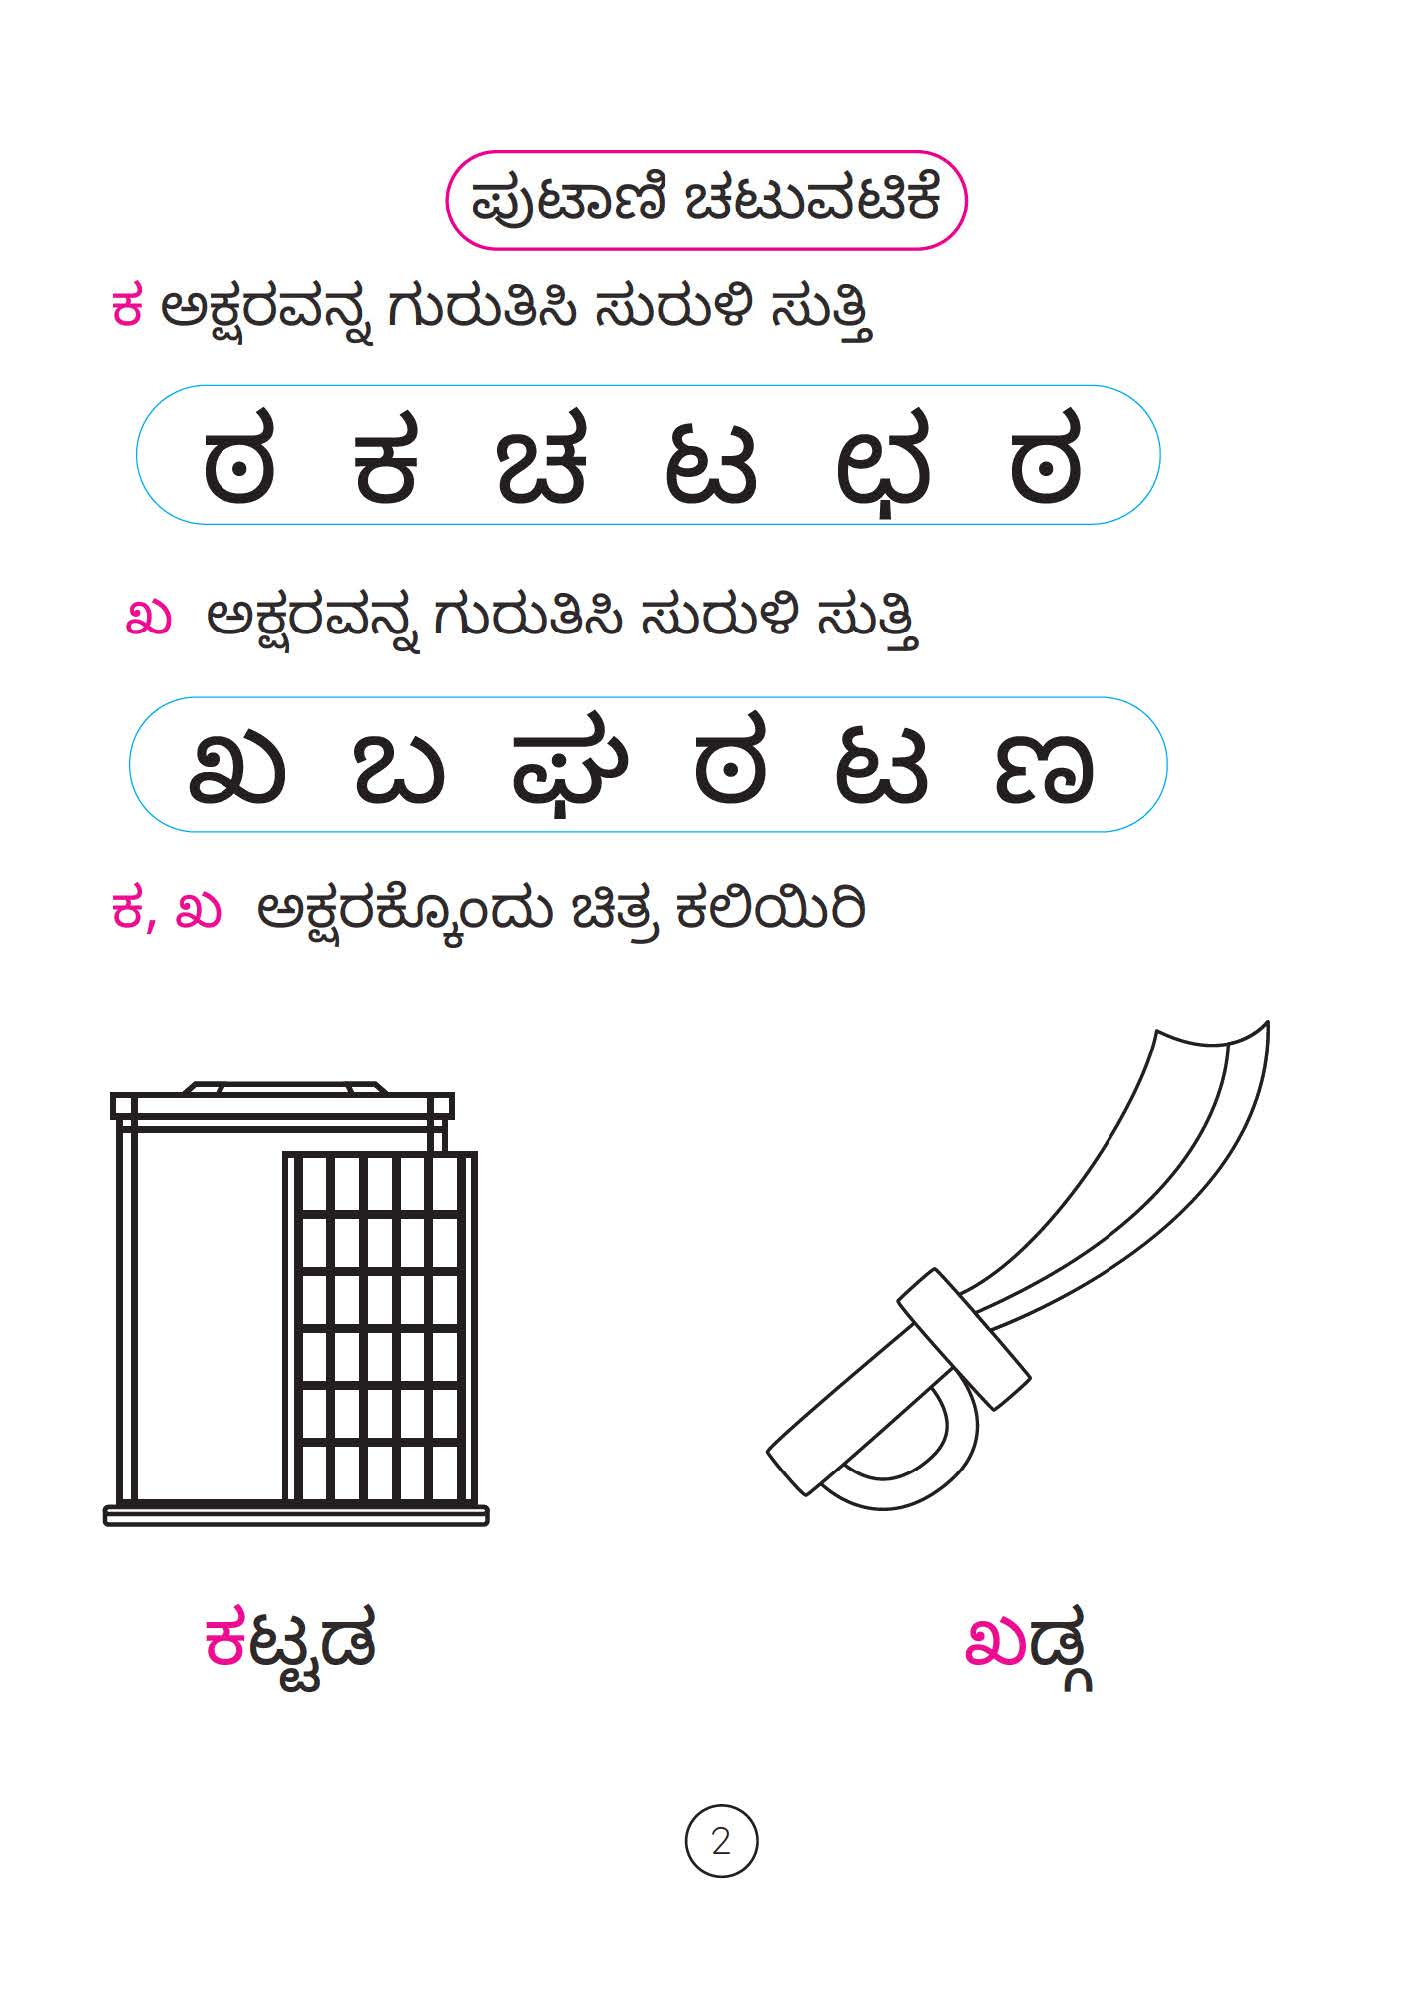 ಪುಟಾಣಿ ಚಟುವಟಿಕೆ
ಕ ಅಕ್ಷರವನ್ನ ಗುರುತಿಸಿ ಸುರುಳಿ ಸುತ್ತಿ
ಠ ಕ ಚ ಟ ಛ ಠ
ಖ ಅಕ್ಷರವನ್ನ ಗುರುತಿಸಿ ಸುರುಳಿ ಸುತ್ತಿ
ಖ ಬ ಘ ಠ ಟ ಣ
ಕ, ಖ ಅಕ್ಷರಕ್ಕೊಂದು ಚಿತ್ರ ಕಲಿಯಿರಿ
ಕಟ್ಟಡ ಖಡ್ಗ
2